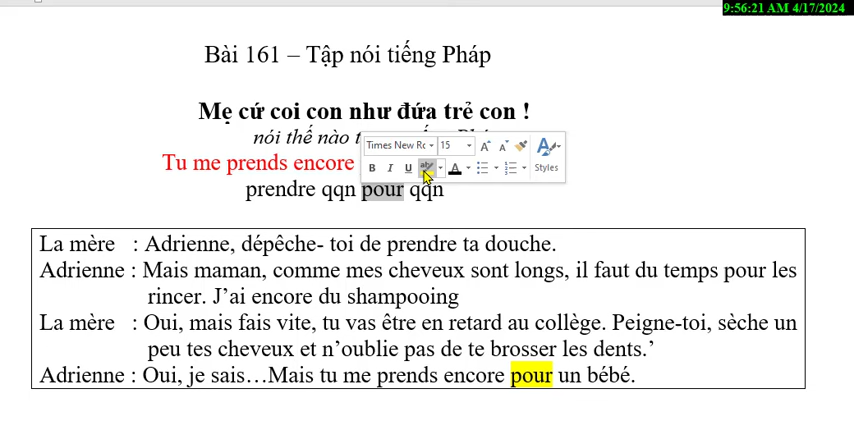 9:56:21 AM 4/17/2024
Bài 161 – Tập nói tiếng Pháp
Mẹ cứ coi con như đứa trẻ con !
nói thế nào
Times New Rc 15
Tu me prends encore
B I U aby A Styles
prendre qqn pour qqn
La mère : Adrienne, dépêche- toi de prendre ta douche.
Adrienne : Mais maman, comme mes cheveux sont longs, il faut du temps pour les
rincer. J’ai encore du shampooing
La mère : Oui, mais fais vite, tu vas être en retard au collège. Peigne-toi, sèche un
peu tes cheveux et n’oublie pas de te brosser les dents.’
Adrienne : Oui, je sais…Mais tu me prends encore pour un bébé.